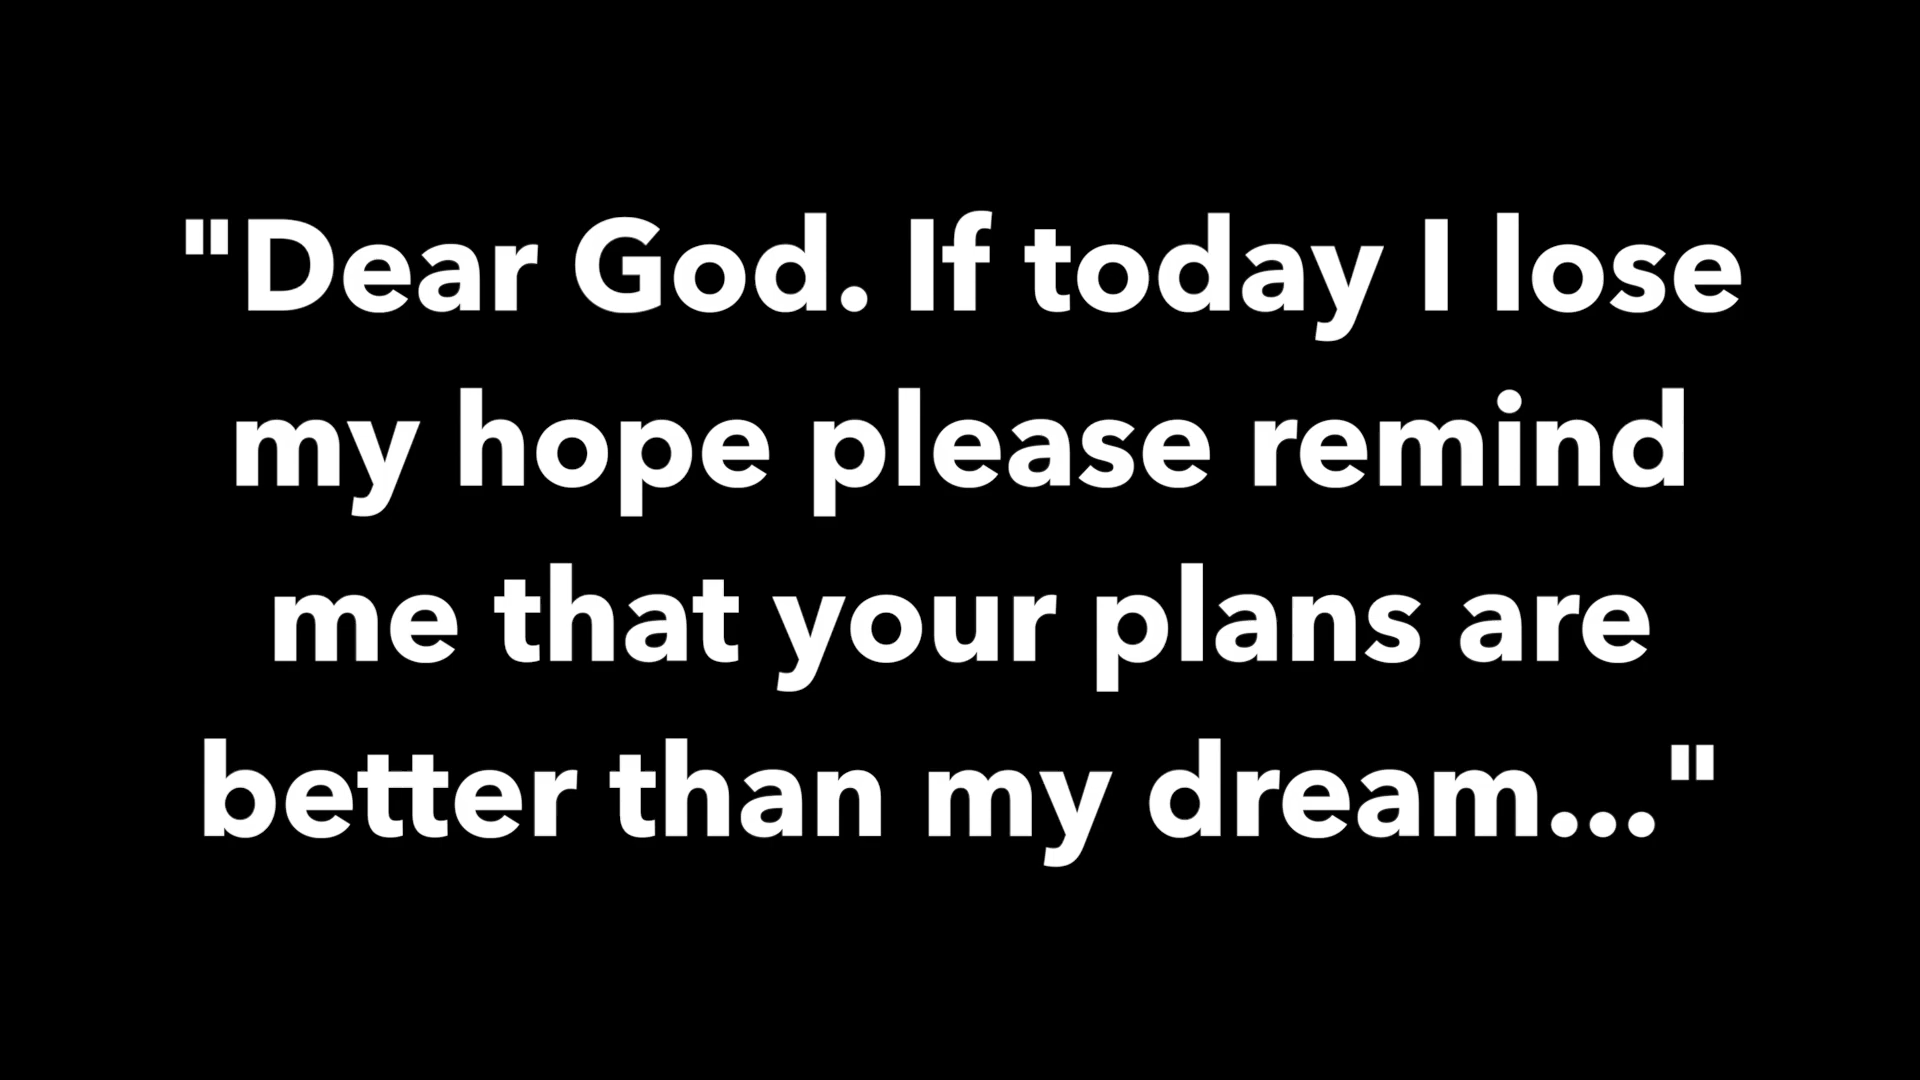 "Dear God. If today I lose
my hope please remind
me that your plans are
better than my dream..."